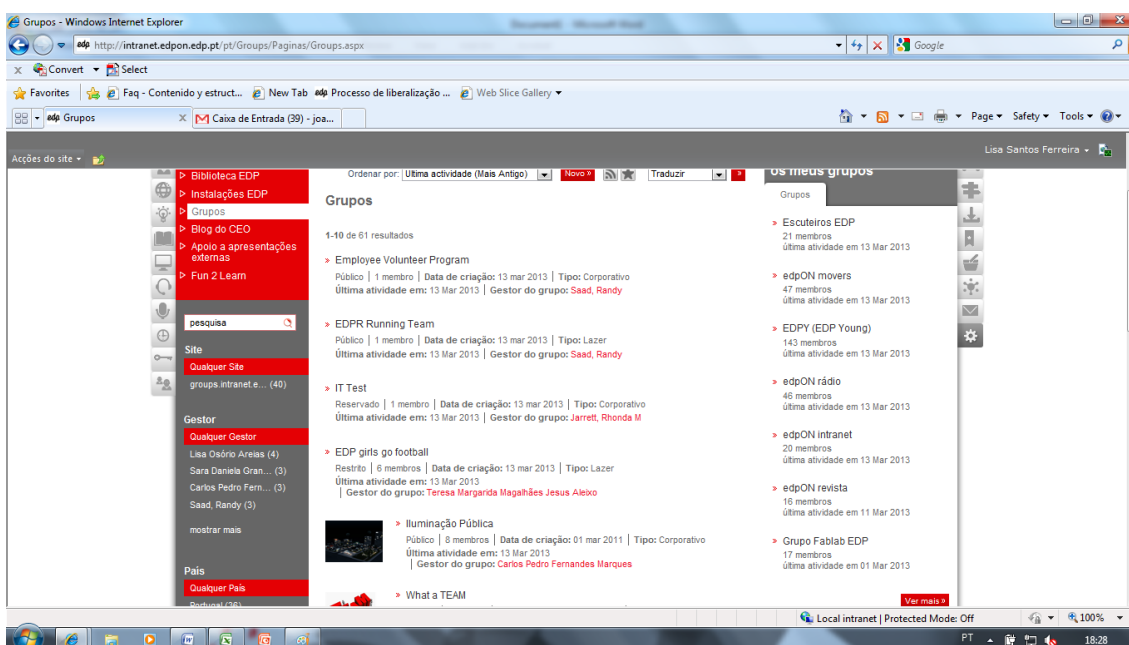 Grupos - Windows Internet Explorer
http://intranet.edpon.edp.pt/pt/Groups/Paginas/Groups.aspx
Google
x Convert Select
Favorites Faq - Contenido y estruct... New Tab Processo de liberalização ... Web Slice Gallery
Grupos Caixa de Entrada (39) - joa... Page Safety Tools
Lisa Santos Ferreira
Acções do site
Biblioteca EDP
Instalações EDP
Grupos
Blog do CEO
Apoio a apresentações
externas
Fun 2 Learn
pesquisa
Site
Qualquer Site
groups.intranet.e... (40)
Gestor
Qualquer Gestor
Lisa Osório Areias (4)
Sara Daniela Gran... (3)
Carlos Pedro Fern... (3)
Saad, Randy (3)
mostrar mais
Pais
Qualquer País
Portugal (36)
Ordenar por: Última actividade (Mais Antigo) Novo » Traduzir »
Grupos
1-10 de 61 resultados
» Employee Volunteer Program
Público | 1 membro | Data de criação: 13 mar 2013 | Tipo: Corporativo
Última atividade em: 13 Mar 2013 | Gestor do grupo: Saad, Randy
» EDPR Running Team
Público | 1 membro | Data de criação: 13 mar 2013 | Tipo: Lazer
Última atividade em: 13 Mar 2013 | Gestor do grupo: Saad, Randy
» IT Test
Reservado | 1 membro | Data de criação: 13 mar 2013 | Tipo: Corporativo
Última atividade em: 13 Mar 2013 | Gestor do grupo: Jarrett, Rhonda M
» EDP girls go football
Restrito | 6 membros | Data de criação: 13 mar 2013 | Tipo: Lazer
Última atividade em: 13 Mar 2013
| Gestor do grupo: Teresa Margarida Magalhães Jesus Aleixo
» Iluminação Pública
Público | 8 membros | Data de criação: 01 mar 2011 | Tipo: Corporativo
Última atividade em: 13 Mar 2013
| Gestor do grupo: Carlos Pedro Fernandes Marques
» What a TEAM
os meus grupos
Grupos
» Escuteiros EDP
21 membros
última atividade em 13 Mar 2013
» edpON movers
47 membros
última atividade em 13 Mar 2013
» EDPY (EDP Young)
143 membros
última atividade em 13 Mar 2013
» edpON rádio
46 membros
última atividade em 13 Mar 2013
» edpON intranet
20 membros
última atividade em 13 Mar 2013
» edpON revista
16 membros
última atividade em 11 Mar 2013
» Grupo Fablab EDP
17 membros
última atividade em 01 Mar 2013
Ver mais »
Local intranet | Protected Mode: Off 100%
PT 18:28